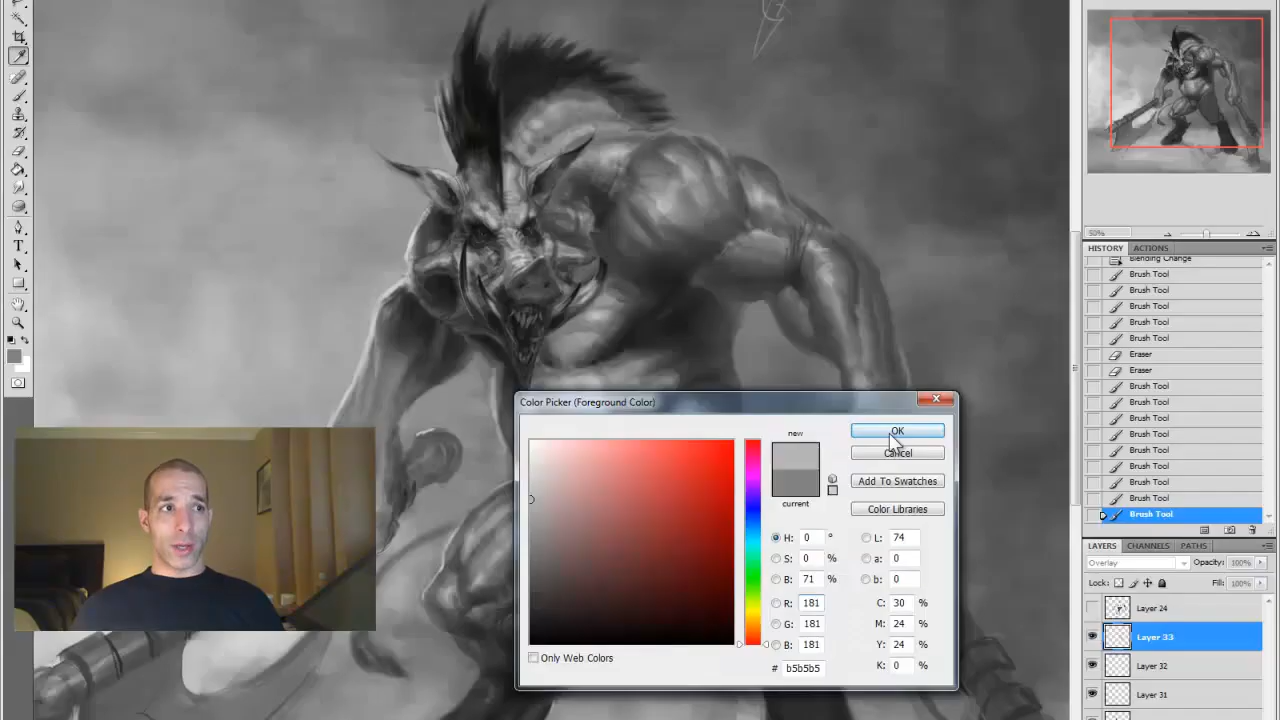 50%
HISTORY ACTIONS
Blending Change
Brush Tool
Brush Tool
Brush Tool
Brush Tool
Brush Tool
Eraser
Eraser
Brush Tool
Brush Tool
Brush Tool
Brush Tool
Brush Tool
Brush Tool
Brush Tool
Brush Tool
Brush Tool
Color Picker (Foreground Color)
new
current
OK
Cancel
Add To Swatches
Color Libraries
H: 0 °
S: 0 %
B: 71 %
R: 181
G: 181
B: 181
# b5b5b5
L: 74
a: 0
b: 0
C: 30 %
M: 24 %
Y: 24 %
K: 0 %
Only Web Colors
LAYERS CHANNELS PATHS
Overlay Opacity: 100%
Lock: Fill: 100%
Layer 24
Layer 33
Layer 32
Layer 31
T